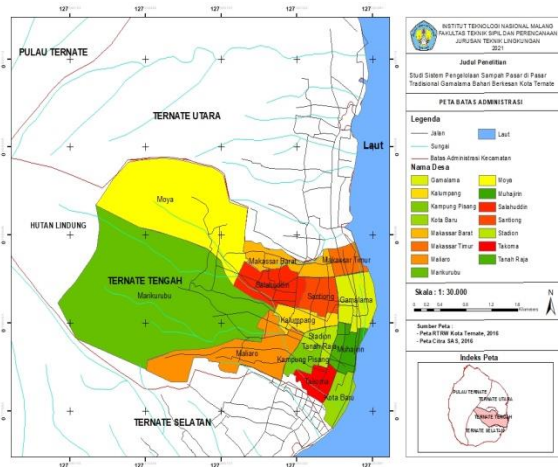 127 127 127 127 127
PULAU TERNATE
TERNATE UTARA
Laut
Moya
HUTAN LINDUNG
Makassar Barat
Makassar Timur
TERNATE TENGAH
Salahuddin
Marikurubu
Santiong
Gamalama
Kalumpang
Stadion
Tanah Raja
Muhajirin
Maliaro
Kampung Pisang
Takoma
Kota Baru
TERNATE SELATAN
127 127 127 127 127
INSTITUT TEKNOLOGI NASIONAL MALANG
FAKULTAS TEKNIK SIPIL DAN PERENCANAAN
JURUSAN TEKNIK LINGKUNGAN
2021
Judul Penelitian
Studi Sistem Pengelolaan Sampah Pasar di Pasar
Tradisional Gamalama Bahari Berkesan Kota Ternate
PETA BATAS ADMINISTRASI
Legenda
Jalan
Laut
Sungai
Batas Administrasi Kecamatan
Nama Desa
Gamalama
Moya
Kalumpang
Muhajirin
Kampung Pisang
Salahuddin
Kota Baru
Santiong
Makassar Barat
Stadion
Makassar Timur
Takoma
Maliaro
Tanah Raja
Marikurubu
Skala : 1: 30.000
N
Sumber Peta :
- Peta RTRW Kota Ternate, 2016
- Peta Citra SAS, 2016
Indeks Peta
PULAU TERNATE
TERNATE UTARA
TERNATE TENGAH
TERNATE SELATAN